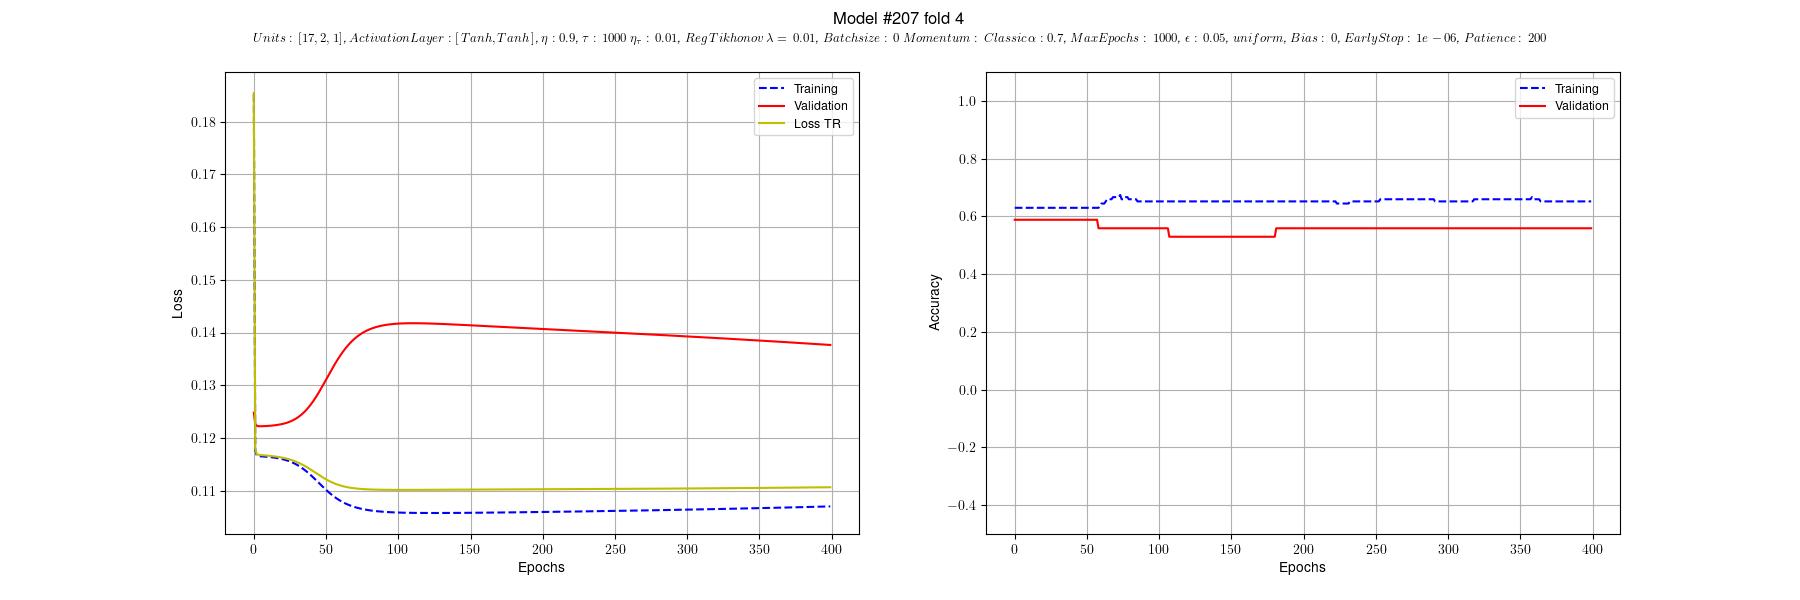 Model #207 fold 4
Units : [17, 2, 1], ActivationLayer : [Tanh, Tanh], η : 0.9, τ : 1000 ητ : 0.01, RegTikhonov λ = 0.01, Batchsize : 0 Momentum : Classicα : 0.7, MaxEpochs : 1000, ϵ : 0.05, uniform, Bias : 0, EarlyStop : 1e − 06, Patience : 200
Loss
0.18
0.17
0.16
0.15
0.14
0.13
0.12
0.11
Training
Validation
Loss TR
0 50 100 150 200 250 300 350 400
Epochs
Accuracy
1.0
0.8
0.6
0.4
0.2
0.0
−0.2
−0.4
Training
Validation
0 50 100 150 200 250 300 350 400
Epochs